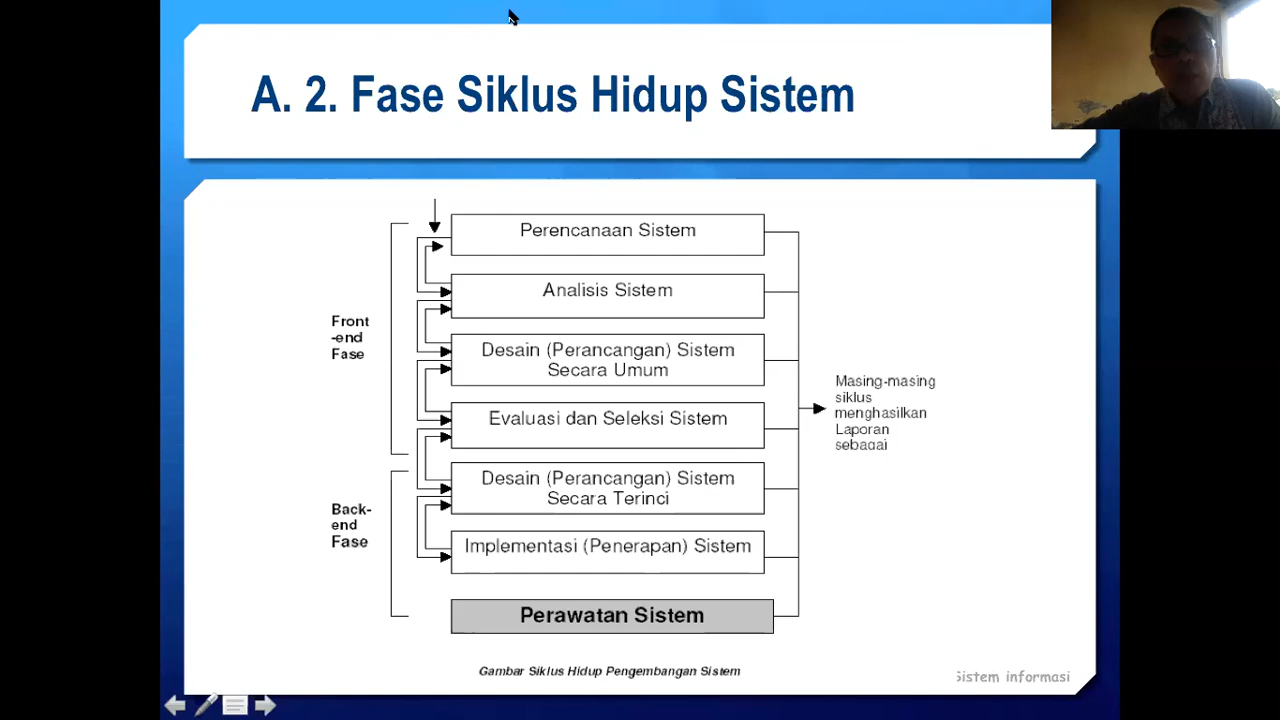 A. 2. Fase Siklus Hidup Sistem
Perencanaan Sistem
Analisis Sistem
Front
-end
Fase
Desain (Perancangan) Sistem
Secara Umum
Evaluasi dan Seleksi Sistem
Masing-masing
siklus
menghasilkan
Laporan
sebagai
Desain (Perancangan) Sistem
Secara Terinci
Back-
end
Fase
Implementasi (Penerapan) Sistem
Perawatan Sistem
Gambar Siklus Hidup Pengembangan Sistem
Sistem informasi